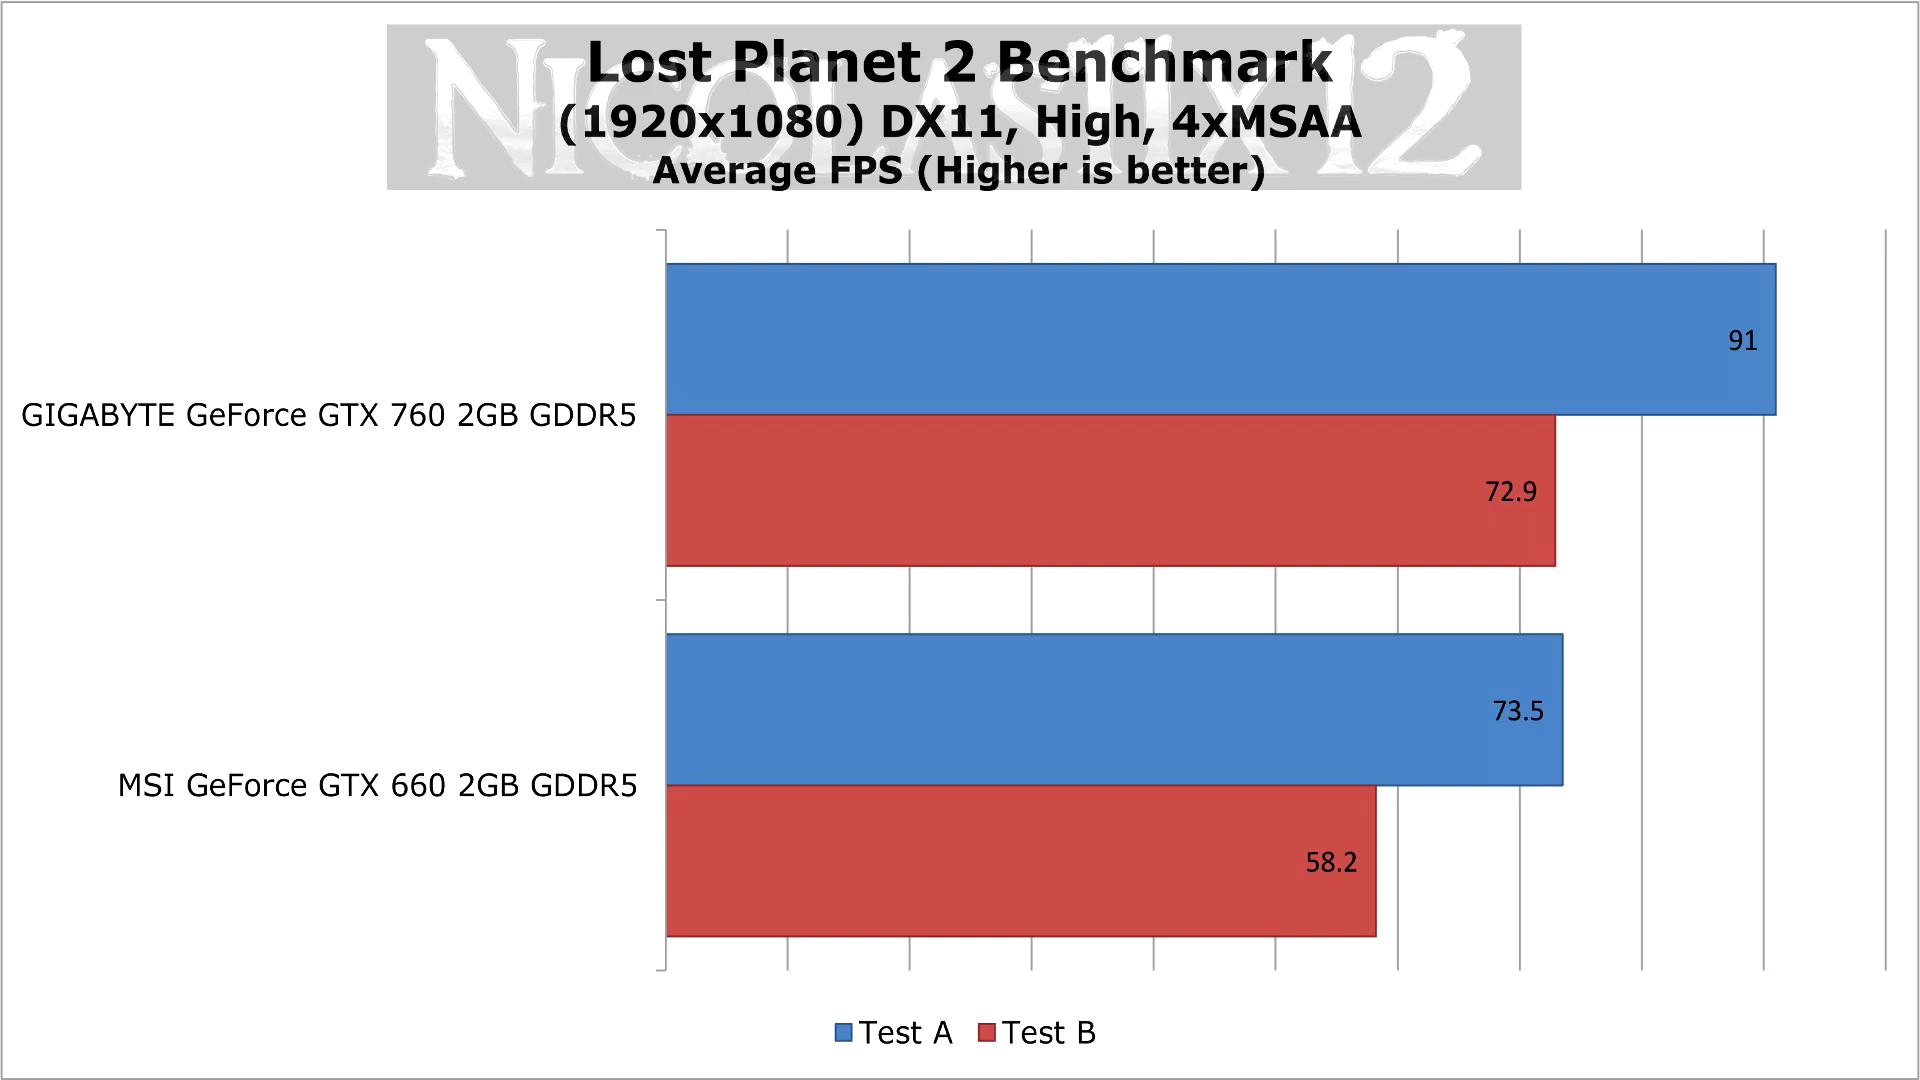 Nicolas11x12
Lost Planet 2 Benchmark
(1920x1080) DX11, High, 4xMSAA
Average FPS (Higher is better)
91
GIGABYTE GeForce GTX 760 2GB GDDR5
72.9
73.5
MSI GeForce GTX 660 2GB GDDR5
58.2
Test A Test B